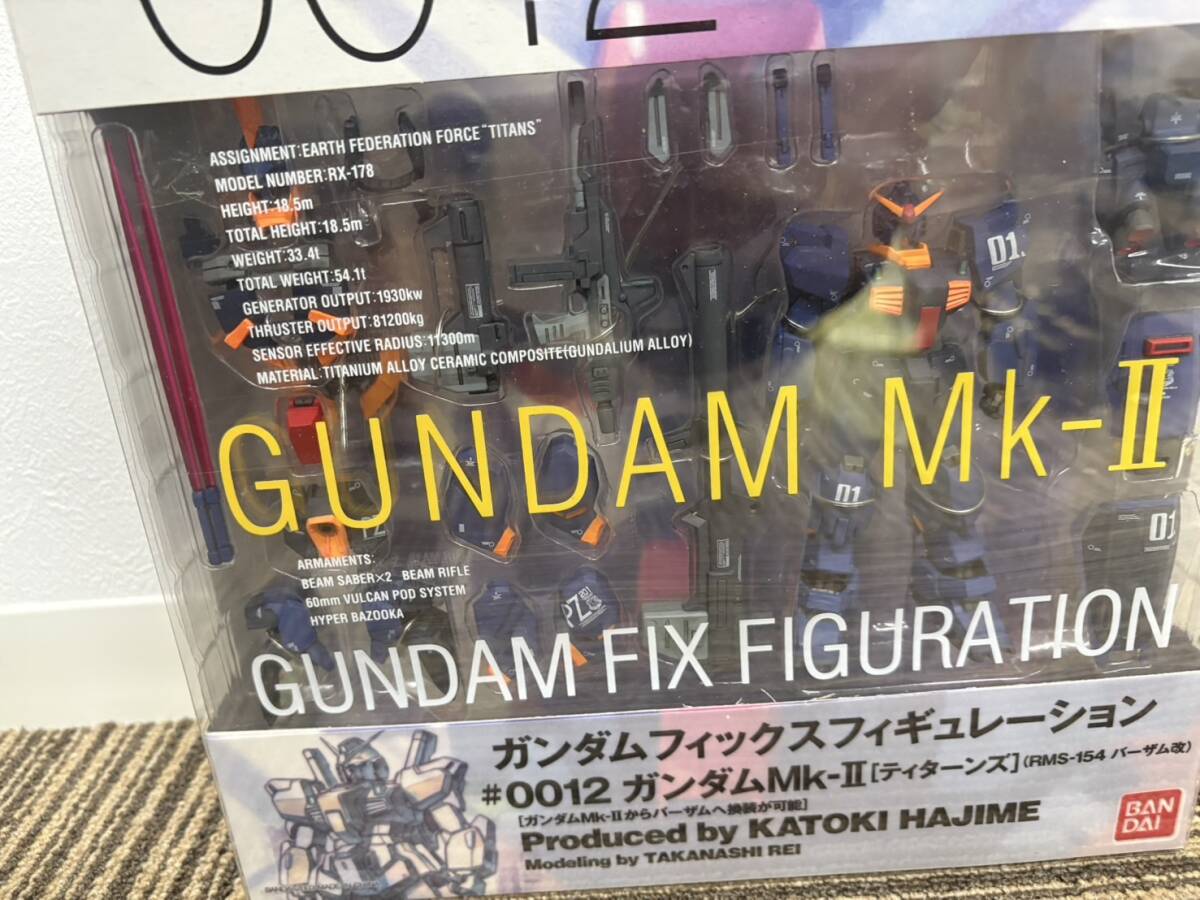 0012
ASSIGNMENT:EARTH FEDERATION FORCE "TITANS"
MODEL NUMBER:RX-178
HEIGHT:18.5m
TOTAL HEIGHT:18.5m
WEIGHT:33.4t
TOTAL WEIGHT:54.1t
GENERATOR OUTPUT:1930kw
THRUSTER OUTPUT:81200kg
SENSOR EFFECTIVE RADIUS:11300m
MATERIAL:TITANIUM ALLOY CERAMIC COMPOSITE(GUNDALIUM ALLOY)
01.
GUNDAM Mk-Ⅱ
01
01
ARMAMENTS:
BEAM SABER×2 BEAM RIFLE
60mm VULCAN POD SYSTEM
HYPER BAZOOKA
GUNDAM FIX FIGURATION
ガンダムフィックスフィギュレーション
#0012 ガンダムMk-Ⅱ[ティターンズ](RMS-154 バーザム改)
[ガンダムMk-Ⅱからバーザムへ換装が可能]
Produced by KATOKI HAJIME
Modeling by TAKANASHI REI
BAN
DAI